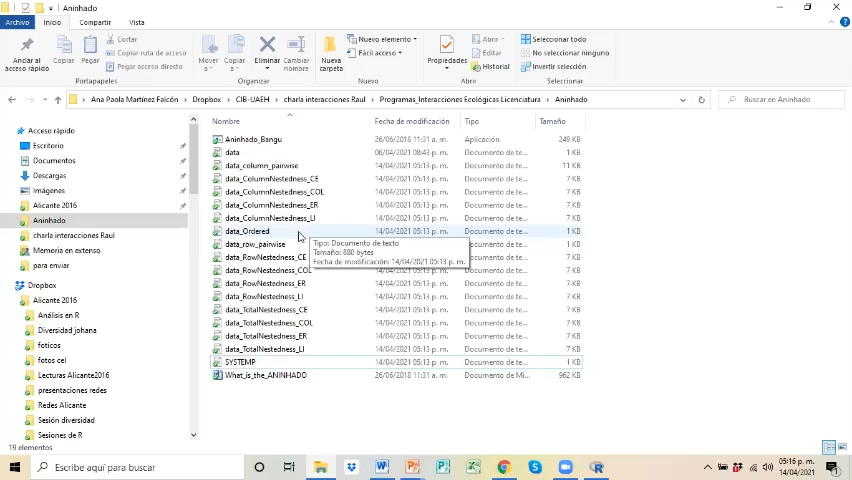 Aninhado
Archivo Inicio Compartir Vista
Anclar al acceso rápido
Copiar
Pegar
Cortar
Copiar ruta de acceso
Pegar acceso directo
Portapapeles
Mover a
Copiar a
Eliminar
Cambiar nombre
Organizar
Nueva carpeta
Nuevo elemento
Fácil acceso
Nuevo
Propiedades
Abrir
Editar
Historial
Abrir
Seleccionar todo
No seleccionar ninguno
Invertir selección
Seleccionar
Ana Paola Martínez Falcón > Dropbox > CIB-UAEH > charla interacciones Raul > Programas_Interacciones Ecológicas Licenciatura > Aninhado
Buscar en Aninhado
Acceso rápido
Escritorio
Documentos
Descargas
Imágenes
Alicante 2016
Aninhado
charla interacciones Raul
Memoria en extenso
para enviar
Dropbox
Alicante 2016
Análisis en R
Diversidad johana
foticos
fotos cel
Lecturas Alicante2016
presentaciones redes
Redes Alicante
Sesión diversidad
Sesiones de R
Nombre Fecha de modificación Tipo Tamaño
Aninhado_Bangu 26/06/2018 11:31 a. m. Aplicación 249 KB
data 06/04/2021 08:43 p. m. Documento de te... 1 KB
data_column_pairwise 14/04/2021 05:13 p. m. Documento de te... 11 KB
data_ColumnNestedness_CE 14/04/2021 05:13 p. m. Documento de te... 7 KB
data_ColumnNestedness_COL 14/04/2021 05:13 p. m. Documento de te... 7 KB
data_ColumnNestedness_ER 14/04/2021 05:13 p. m. Documento de te... 7 KB
data_ColumnNestedness_LI 14/04/2021 05:13 p. m. Documento de te... 7 KB
data_Ordered 14/04/2021 05:13 p. m. Documento de te... 1 KB
data_row_pairwise Documento de te... 1 KB
data_RowNestedness_CE Documento de te... 7 KB
data_RowNestedness_COL 14/04/2021 05:13 p. m. Documento de te... 7 KB
data_RowNestedness_ER 14/04/2021 05:13 p. m. Documento de te... 7 KB
data_RowNestedness_LI 14/04/2021 05:13 p. m. Documento de te... 7 KB
data_TotalNestedness_CE 14/04/2021 05:13 p. m. Documento de te... 7 KB
data_TotalNestedness_COL 14/04/2021 05:13 p. m. Documento de te... 7 KB
data_TotalNestedness_ER 14/04/2021 05:13 p. m. Documento de te... 7 KB
data_TotalNestedness_LI 14/04/2021 05:13 p. m. Documento de te... 7 KB
SYSTEMP 14/04/2021 05:13 p. m. Documento de te... 1 KB
What_is_the_ANINHADO 26/06/2018 11:31 a. m. Documento de Mi... 962 KB
Tipo: Documento de texto
Tamaño: 880 bytes
Fecha de modificación: 14/04/2021 05:13 p. m.
19 elementos
Escribe aquí para buscar
05:16 p. m.
14/04/2021